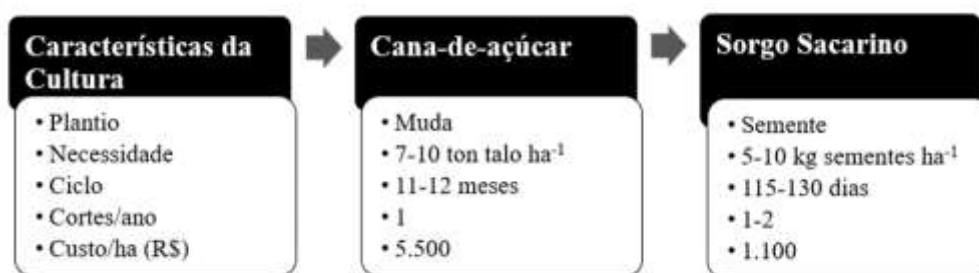 Características da
Cultura
• Plantio
• Necessidade
• Ciclo
• Cortes/ano
• Custo/ha (R$)
Cana-de-açúcar
• Muda
• 7-10 ton talo ha⁻¹
• 11-12 meses
• 1
• 5.500
Sorgo Sacarino
• Semente
• 5-10 kg sementes ha⁻¹
• 115-130 dias
• 1-2
• 1.100